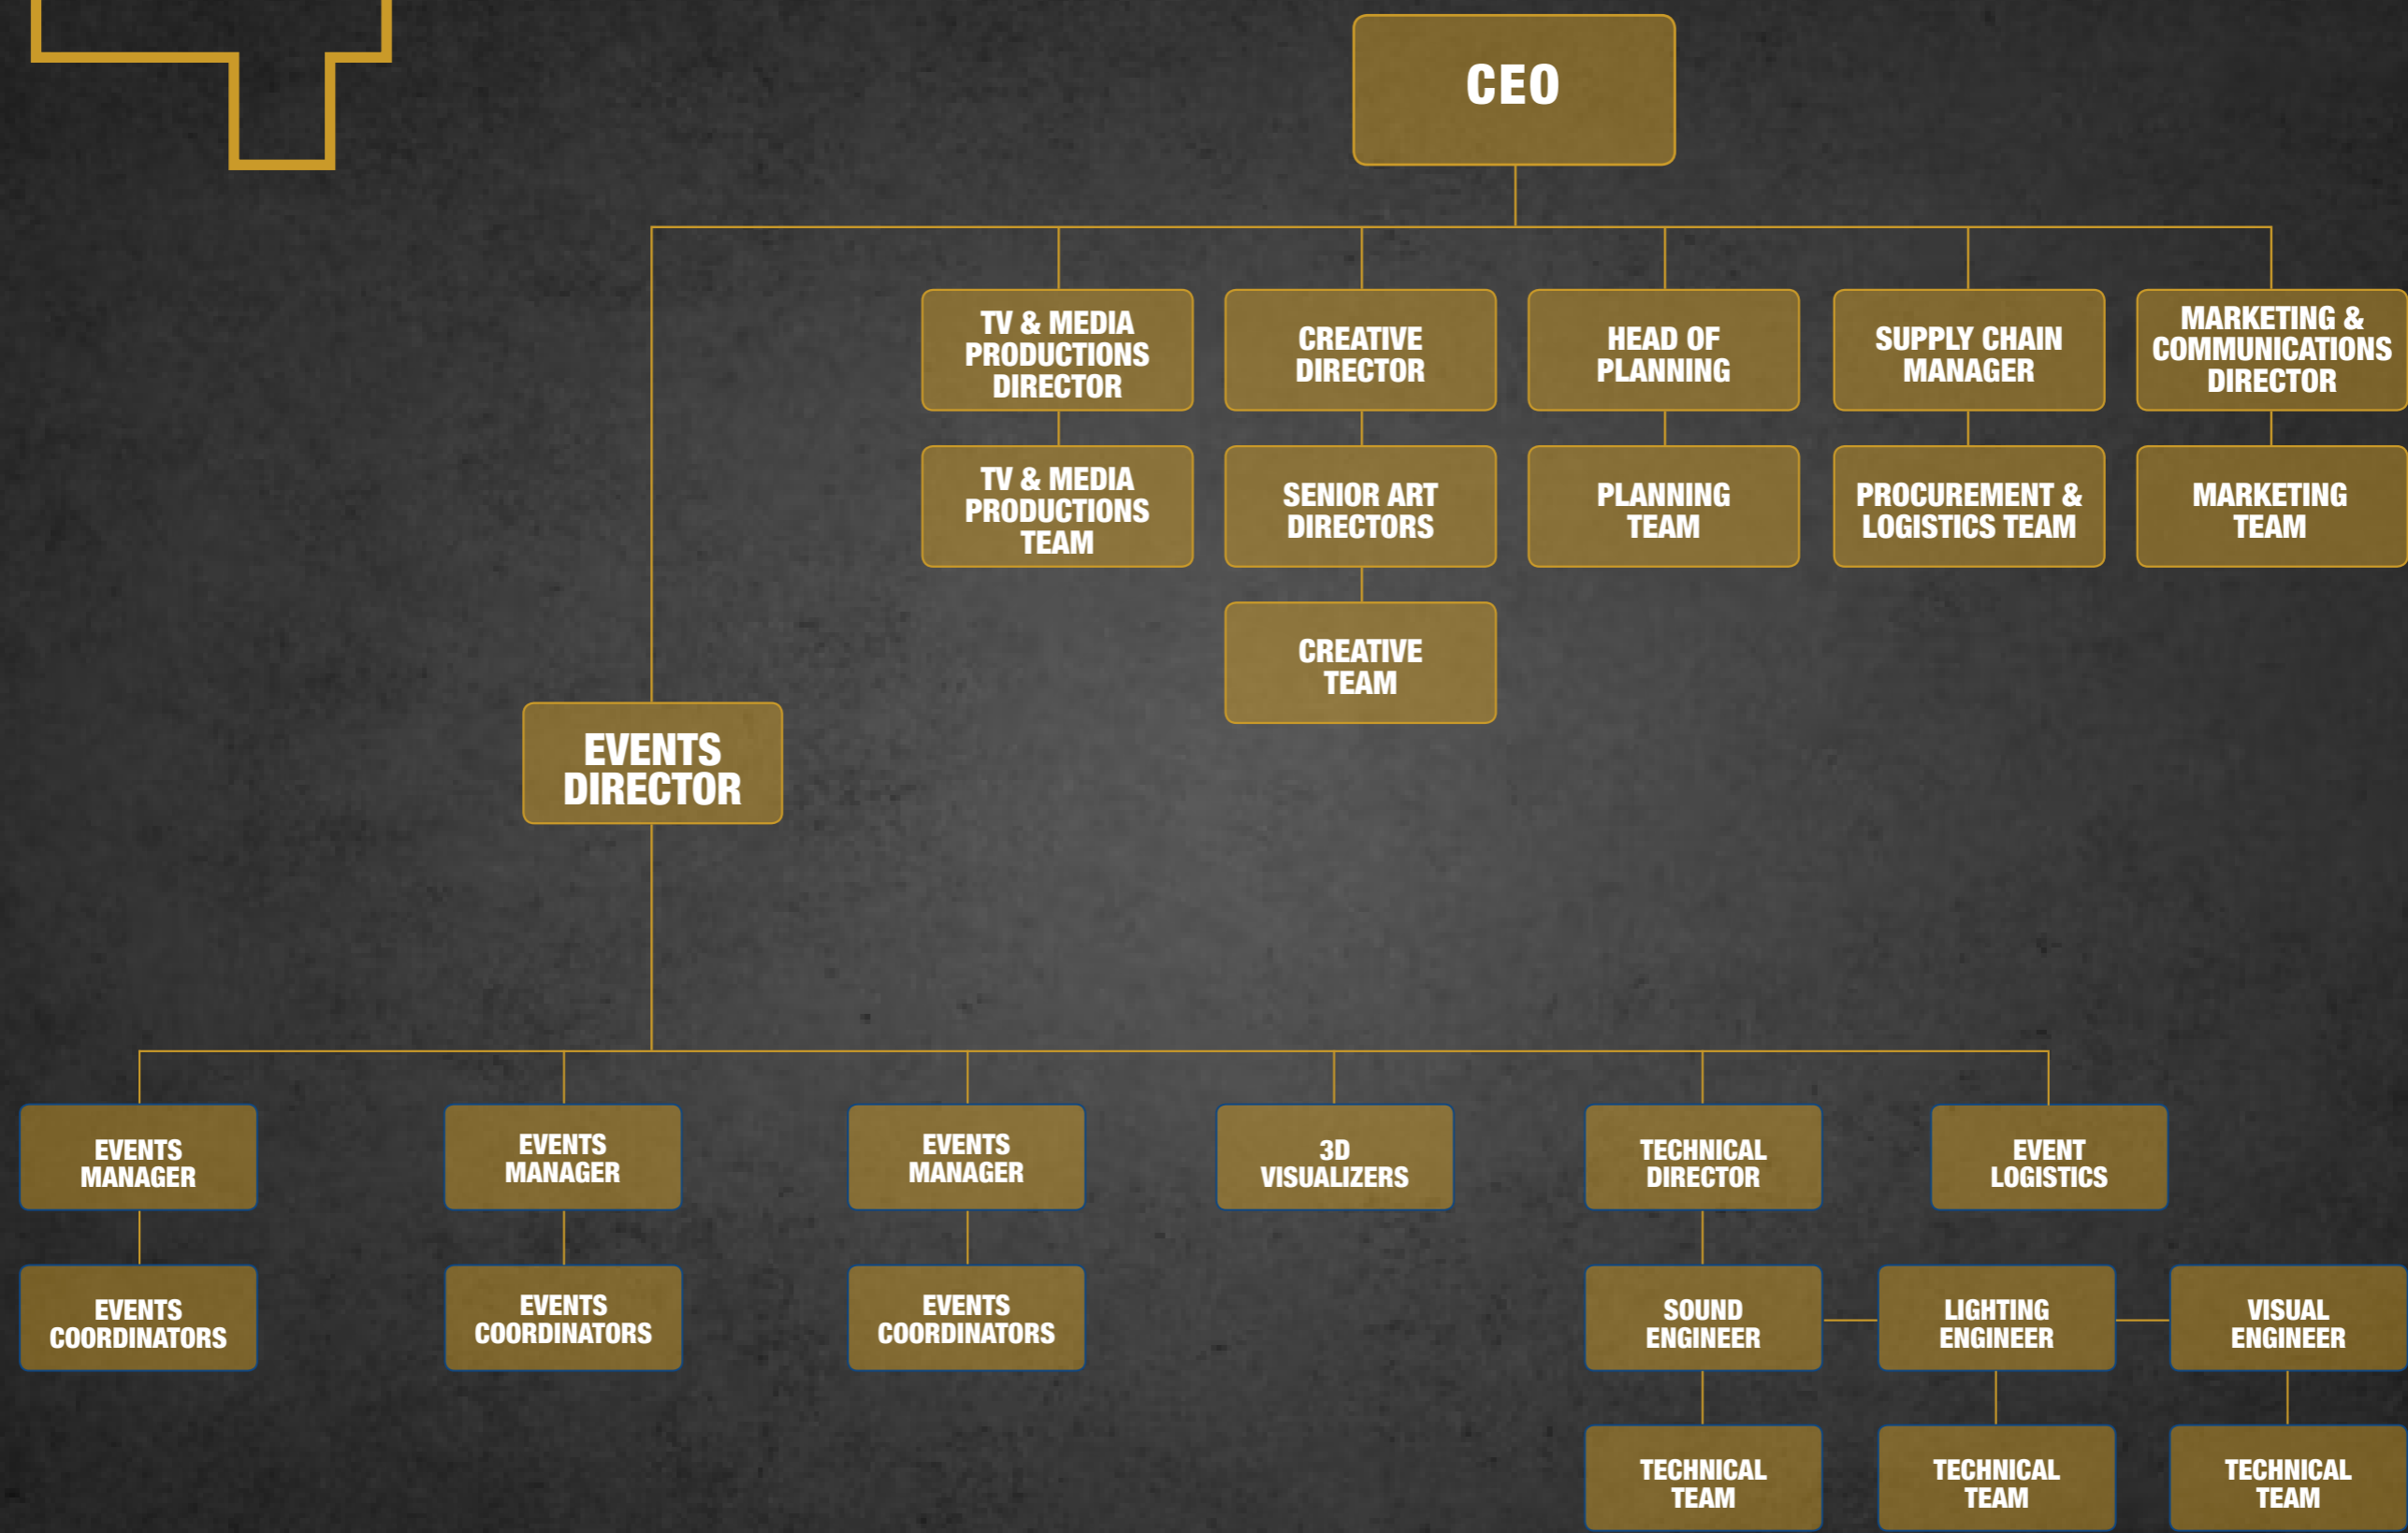 CEO
TV & MEDIA
PRODUCTIONS
DIRECTOR
CREATIVE
DIRECTOR
HEAD OF
PLANNING
SUPPLY CHAIN
MANAGER
MARKETING &
COMMUNICATIONS
DIRECTOR
TV & MEDIA
PRODUCTIONS
TEAM
SENIOR ART
DIRECTORS
PLANNING
TEAM
PROCUREMENT &
LOGISTICS TEAM
MARKETING
TEAM
CREATIVE
TEAM
EVENTS
DIRECTOR
EVENTS
MANAGER
EVENTS
MANAGER
EVENTS
MANAGER
3D
VISUALIZERS
TECHNICAL
DIRECTOR
EVENT
LOGISTICS
EVENTS
COORDINATORS
EVENTS
COORDINATORS
EVENTS
COORDINATORS
SOUND
ENGINEER
LIGHTING
ENGINEER
VISUAL
ENGINEER
TECHNICAL
TEAM
TECHNICAL
TEAM
TECHNICAL
TEAM